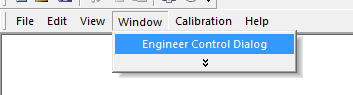 File Edit View Window Calibration Help
Engineer Control Dialog